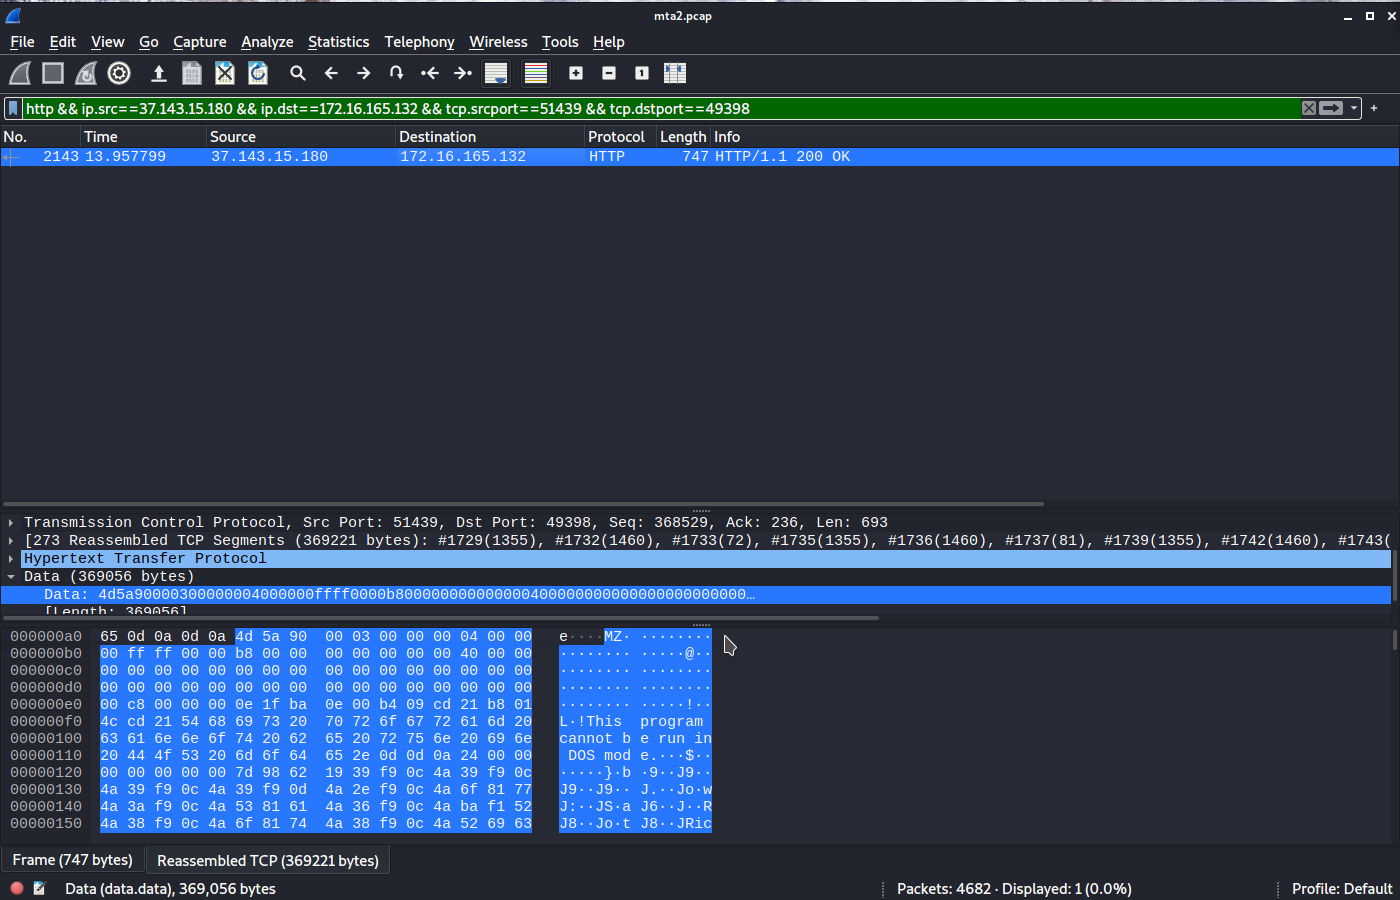 mta2.pcap
File Edit View Go Capture Analyze Statistics Telephony Wireless Tools Help
http && ip.src==37.143.15.180 && ip.dst==172.16.165.132 && tcp.srcport==51439 && tcp.dstport==49398
No. Time Source Destination Protocol Length Info
2143 13.957799 37.143.15.180 172.16.165.132 HTTP 747 HTTP/1.1 200 OK
Transmission Control Protocol, Src Port: 51439, Dst Port: 49398, Seq: 368529, Ack: 236, Len: 693
[273 Reassembled TCP Segments (369221 bytes): #1729(1355), #1732(1460), #1733(72), #1735(1355), #1736(1460), #1737(81), #1739(1355), #1742(1460), #1743(
Hypertext Transfer Protocol
Data (369056 bytes)
Data: 4d5a90000300000004000000ffff0000b800000000000000400000000000000000000000…
[Length: 369056]
000000a0 65 0d 0a 0d 0a 4d 5a 90 00 03 00 00 00 04 00 00 e····MZ· ········
000000b0 00 ff ff 00 00 b8 00 00 00 00 00 00 00 40 00 00 ········ ·····@··
000000c0 00 00 00 00 00 00 00 00 00 00 00 00 00 00 00 00 ········ ········
000000d0 00 00 00 00 00 00 00 00 00 00 00 00 00 00 00 00 ········ ········
000000e0 00 c8 00 00 00 0e 1f ba 0e 00 b4 09 cd 21 b8 01 ········ ·····!··
000000f0 4c cd 21 54 68 69 73 20 70 72 6f 67 72 61 6d 20 L·!This program
00000100 63 61 6e 6e 6f 74 20 62 65 20 72 75 6e 20 69 6e cannot b e run in
00000110 20 44 4f 53 20 6d 6f 64 65 2e 0d 0d 0a 24 00 00 DOS mod e.···$··
00000120 00 00 00 00 00 7d 98 62 19 39 f9 0c 4a 39 f9 0c ·····}·b ·9··J9··
00000130 4a 39 f9 0c 4a 39 f9 0d 4a 2e f9 0c 4a 6f 81 77 J9··J9·· J.··Jo·w
00000140 4a 3a f9 0c 4a 53 81 61 4a 36 f9 0c 4a ba f1 52 J:··JS·a J6··J··R
00000150 4a 38 f9 0c 4a 6f 81 74 4a 38 f9 0c 4a 52 69 63 J8··Jo·t J8··JRic
Frame (747 bytes) Reassembled TCP (369221 bytes)
Data (data.data), 369,056 bytes Packets: 4682 · Displayed: 1 (0.0%) Profile: Default